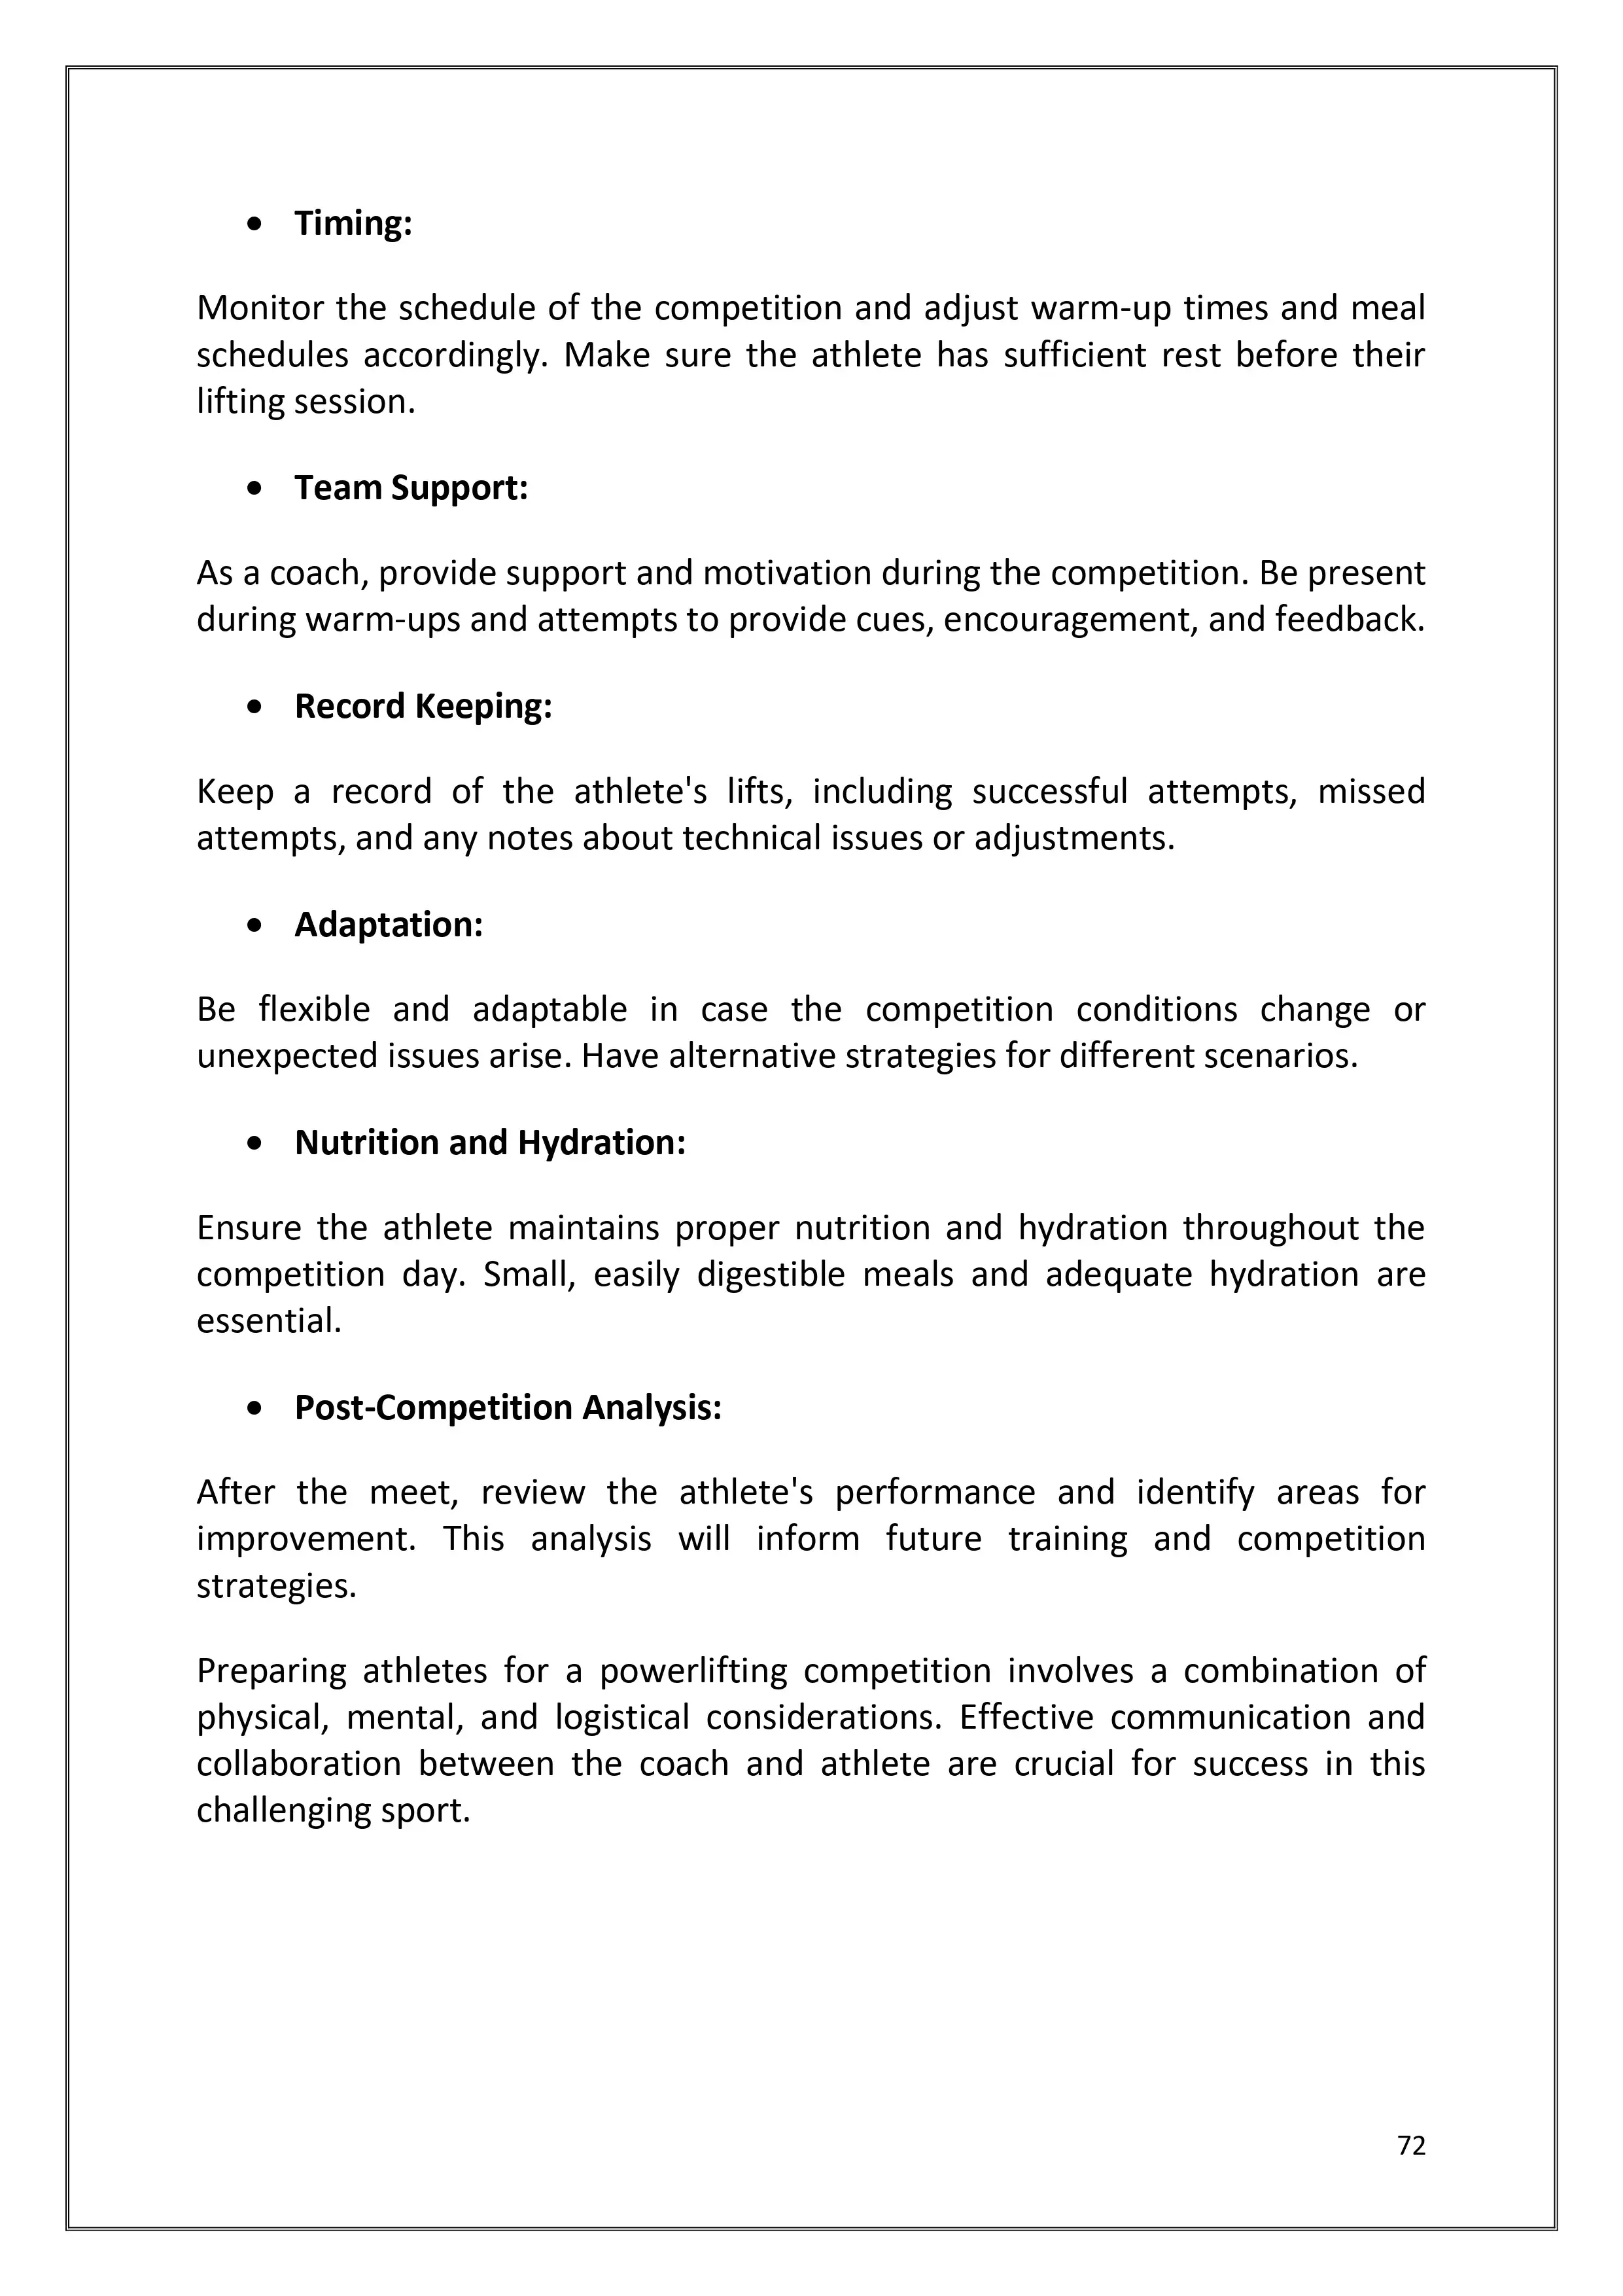 • Timing:
Monitor the schedule of the competition and adjust warm-up times and meal
schedules accordingly. Make sure the athlete has sufficient rest before their
lifting session.
• Team Support:
As a coach, provide support and motivation during the competition. Be present
during warm-ups and attempts to provide cues, encouragement, and feedback.
• Record Keeping:
Keep a record of the athlete's lifts, including successful attempts, missed
attempts, and any notes about technical issues or adjustments.
• Adaptation:
Be flexible and adaptable in case the competition conditions change or
unexpected issues arise. Have alternative strategies for different scenarios.
• Nutrition and Hydration:
Ensure the athlete maintains proper nutrition and hydration throughout the
competition day. Small, easily digestible meals and adequate hydration are
essential.
• Post-Competition Analysis:
After the meet, review the athlete's performance and identify areas for
improvement. This analysis will inform future training and competition
strategies.
Preparing athletes for a powerlifting competition involves a combination of
physical, mental, and logistical considerations. Effective communication and
collaboration between the coach and athlete are crucial for success in this
challenging sport.
72